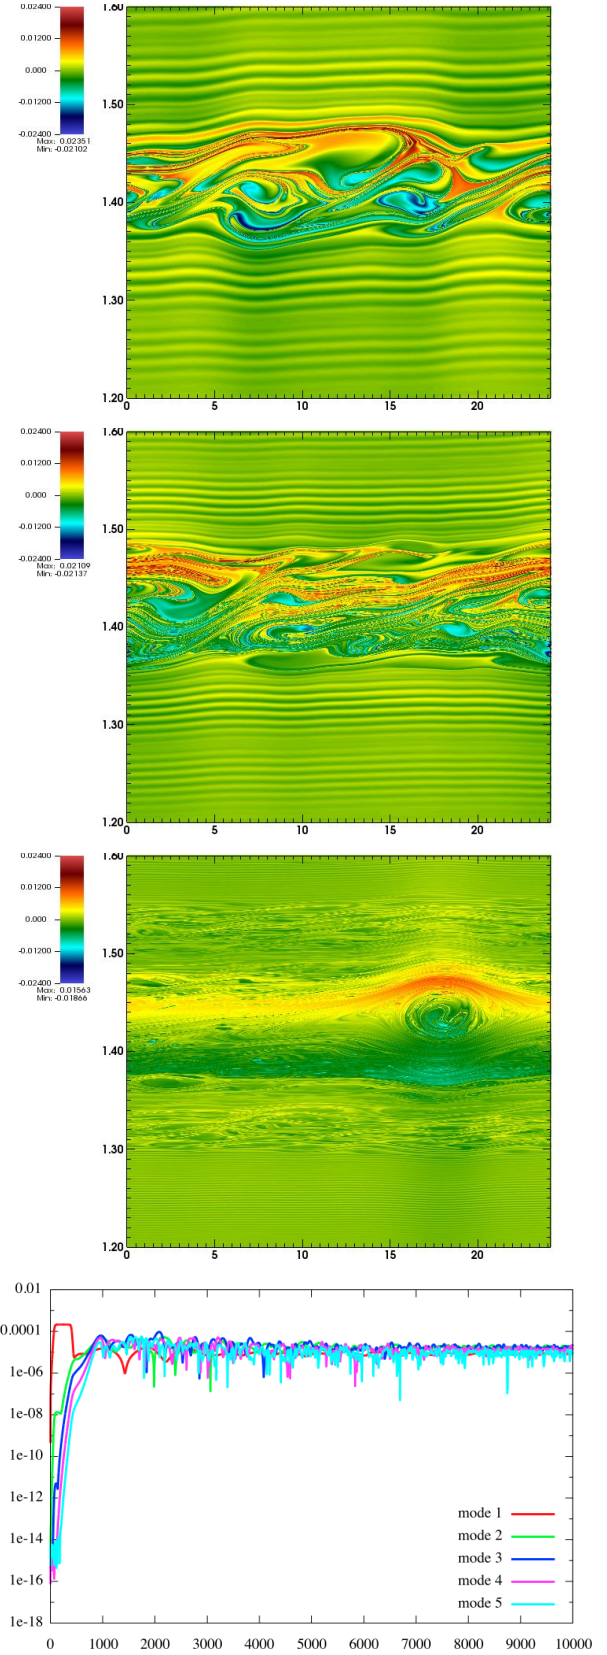 0.02400
0.01200
0.000
-0.01200
-0.02400
Max: 0.02351
Min: -0.02102
1.60
1.50
1.40
1.30
1.20
0 5 10 15 20
0.02400
0.01200
0.000
-0.01200
-0.02400
Max: 0.02109
Min: -0.02137
1.60
1.50
1.40
1.30
1.20
0 5 10 15 20
0.02400
0.01200
0.000
-0.01200
-0.02400
Max: 0.01563
Min: -0.01866
1.60
1.50
1.40
1.30
1.20
0 5 10 15 20
0.01
0.0001
1e-06
1e-08
1e-10
1e-12
1e-14
1e-16
1e-18
mode 1
mode 2
mode 3
mode 4
mode 5
0 1000 2000 3000 4000 5000 6000 7000 8000 9000 10000